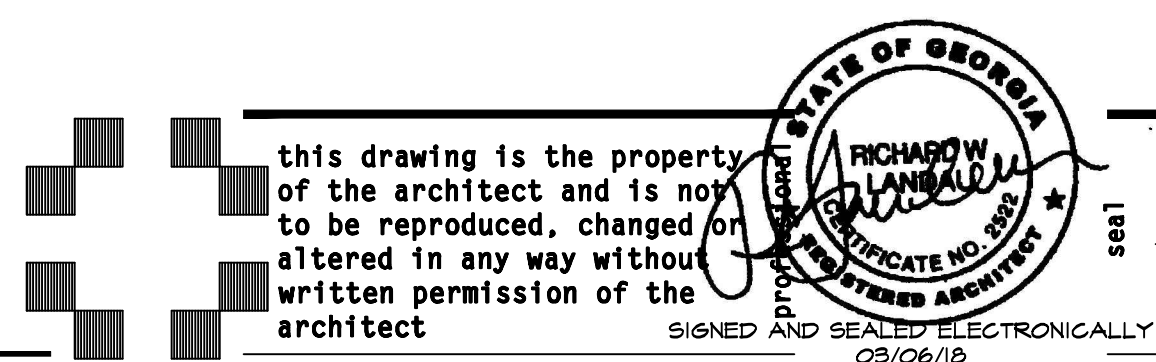 this drawing is the property
of the architect and is not
to be reproduced, changed or
altered in any way without
written permission of the
architect
professional
STATE OF GEORGIA
RICHARD W
LANDAU
CERTIFICATE NO. 2522
REGISTERED ARCHITECT
seal
SIGNED AND SEALED ELECTRONICALLY
03/06/18